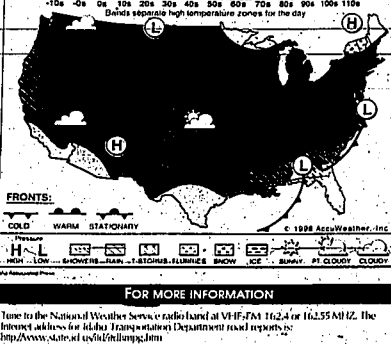 -10s -0s 0s 10s 20s 30s 40s 50s 60s 70s 80s 90s 100s 110s
Bands separate high temperature zones for the day
L
H
H
L
L
FRONTS:
COLD WARM STATIONARY
© 1998 AccuWeather, Inc
Pressure
H L
HIGH LOW SHOWERS RAIN T-STORMS FLURRIES SNOW ICE SUNNY PT. CLOUDY CLOUDY
Associated Press
FOR MORE INFORMATION
Tune to the National Weather Service radio band at VHF-FM 162.4 or 162.55 MHZ. The
Internet address for Idaho Transportation Department road reports is: